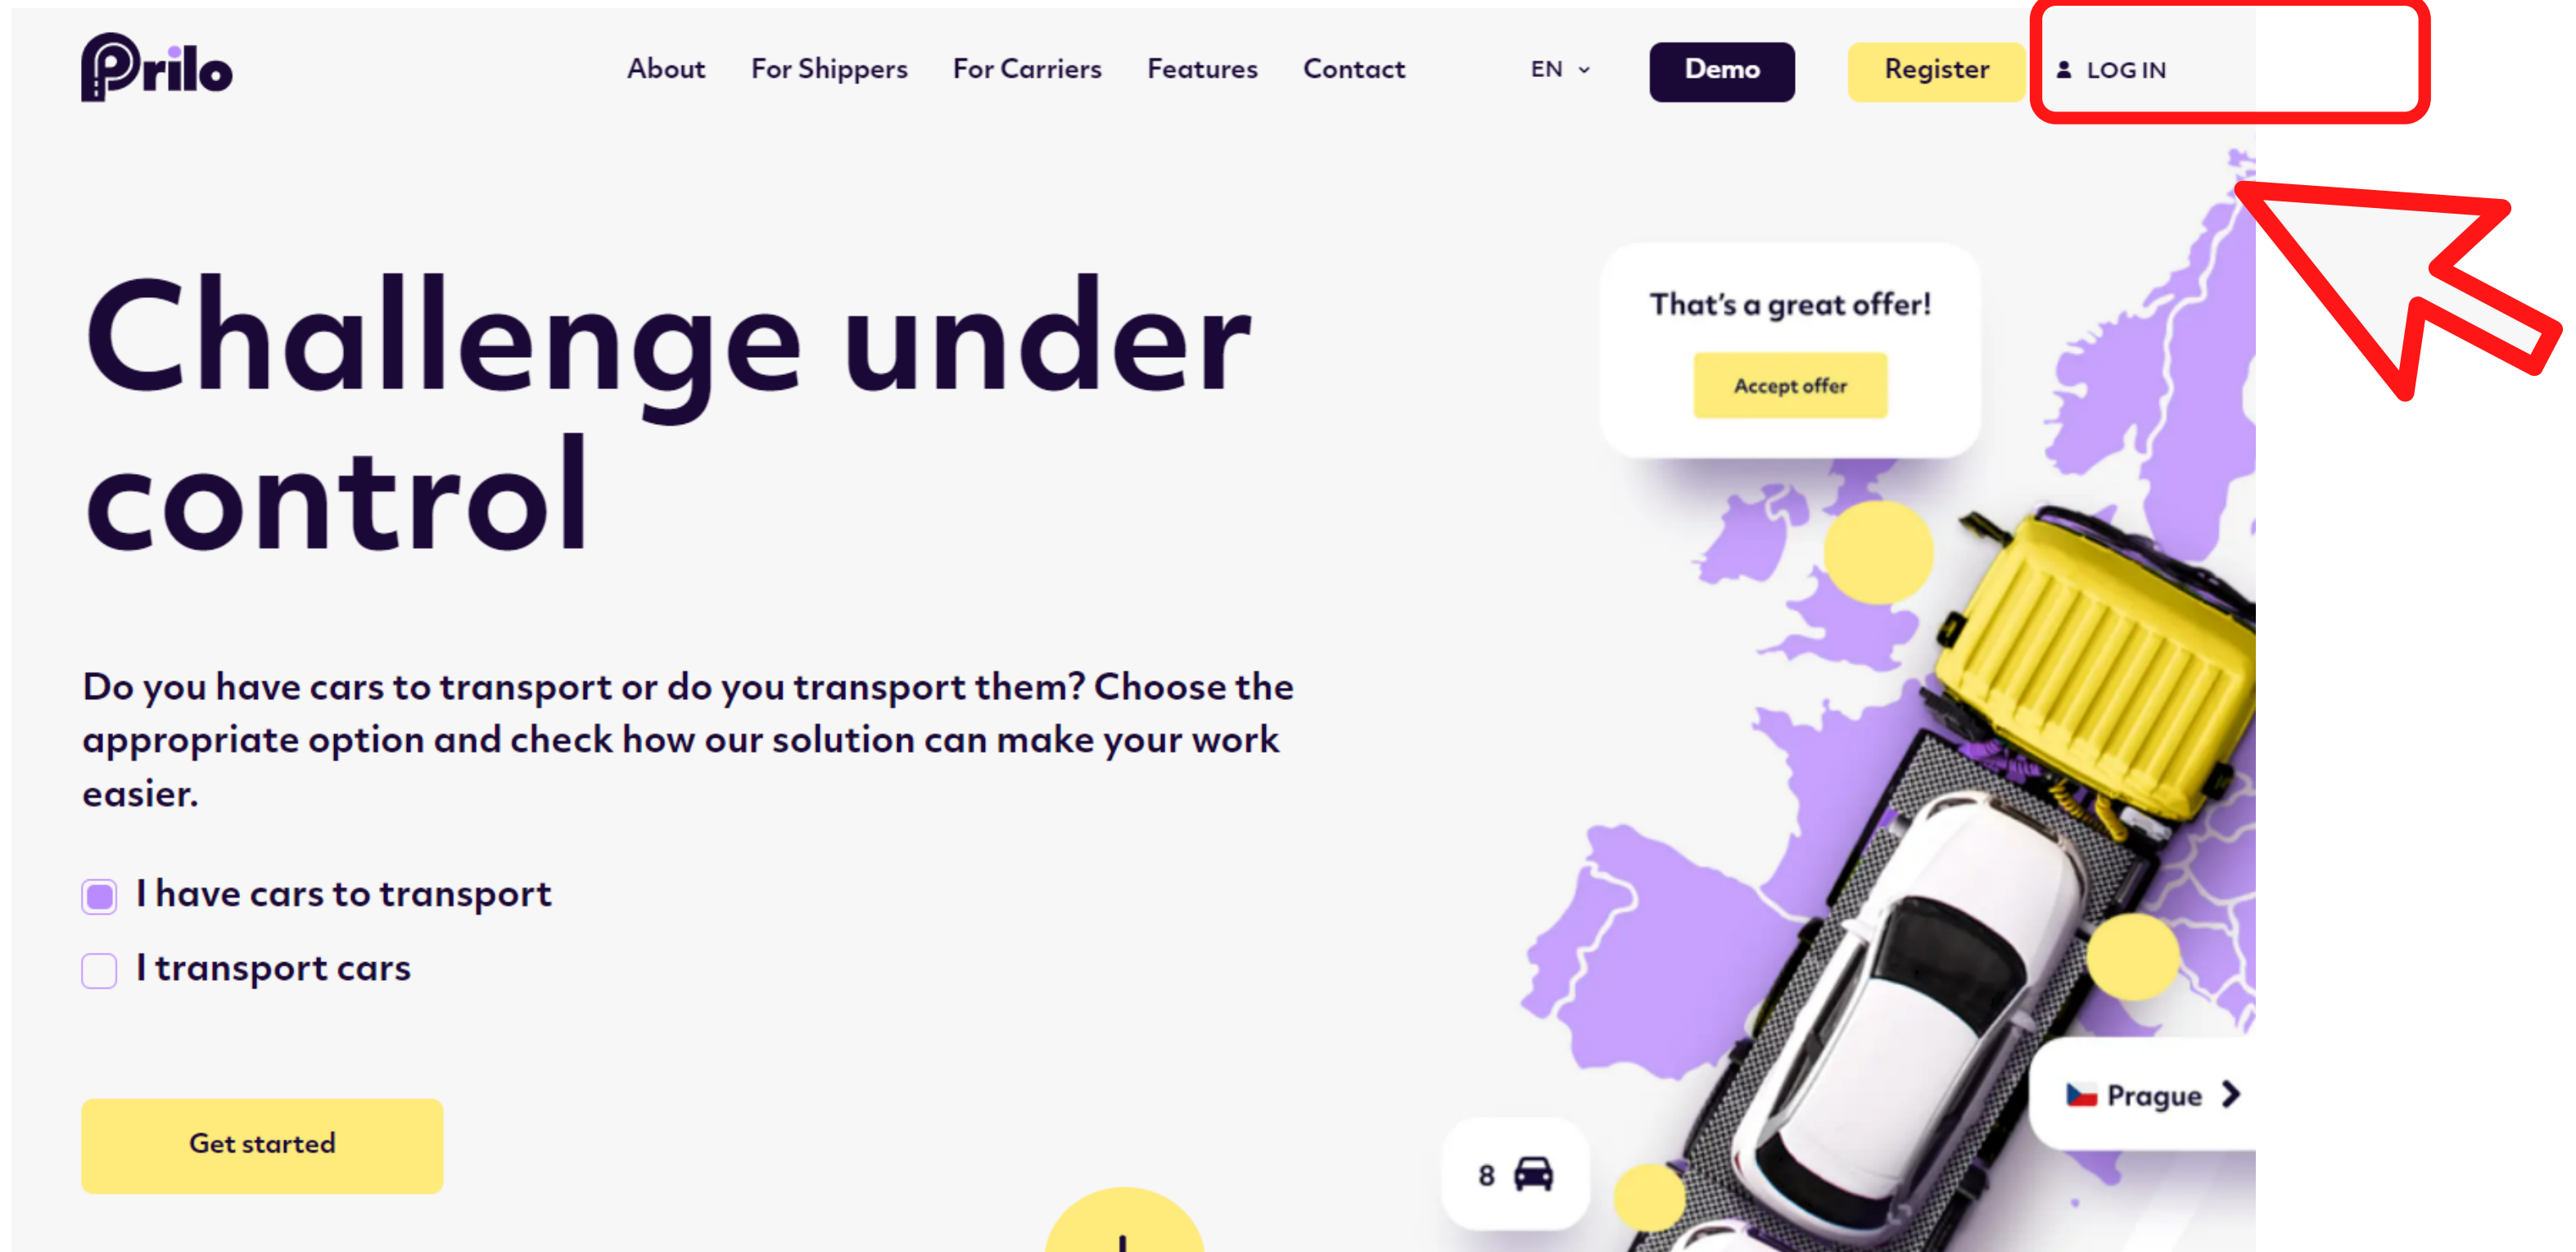 Prilo
About For Shippers For Carriers Features Contact EN Demo Register LOG IN
Challenge under
control
That's a great offer!
Accept offer
Do you have cars to transport or do you transport them? Choose the
appropriate option and check how our solution can make your work
easier.
I have cars to transport
I transport cars
Get started
Prague
8